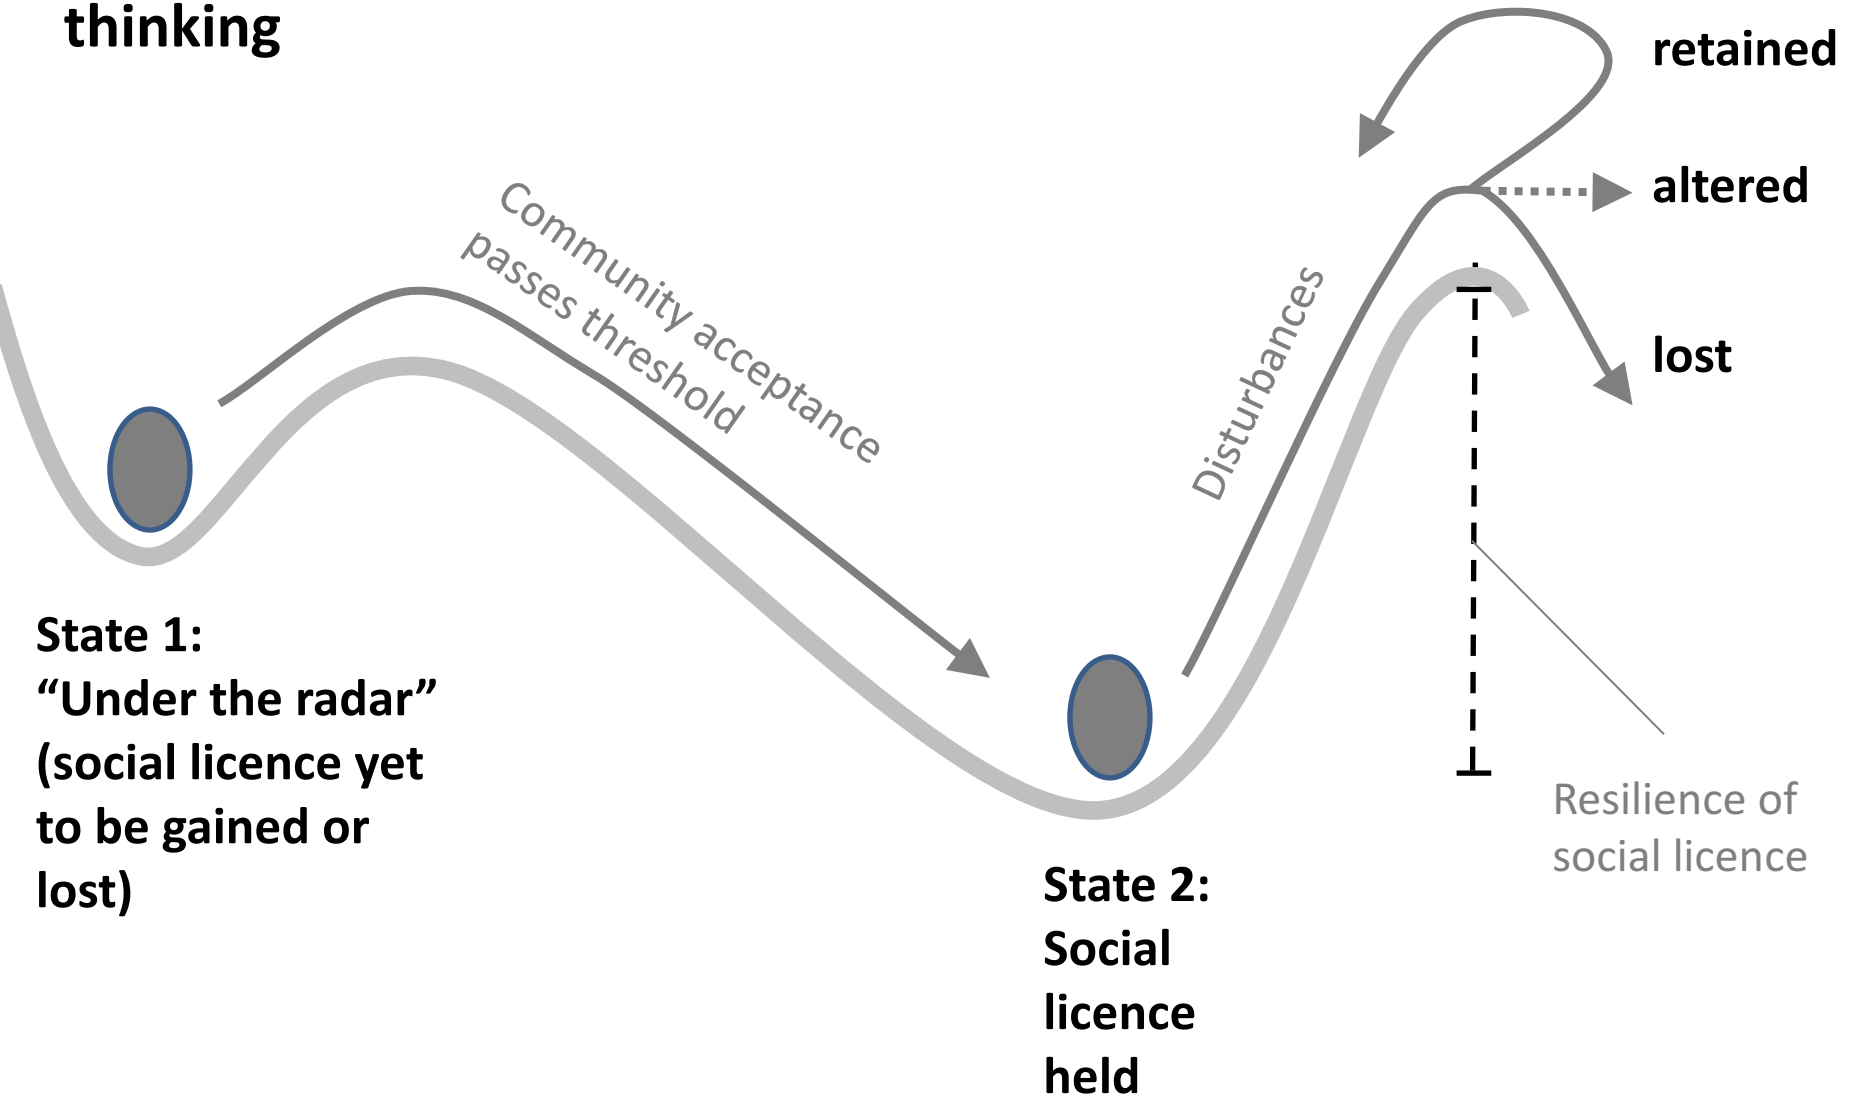 thinking
retained
altered
lost
Community acceptance
passes threshold
Disturbances
State 1:
“Under the radar”
(social licence yet
to be gained or
lost)
State 2:
Social
licence
held
Resilience of
social licence